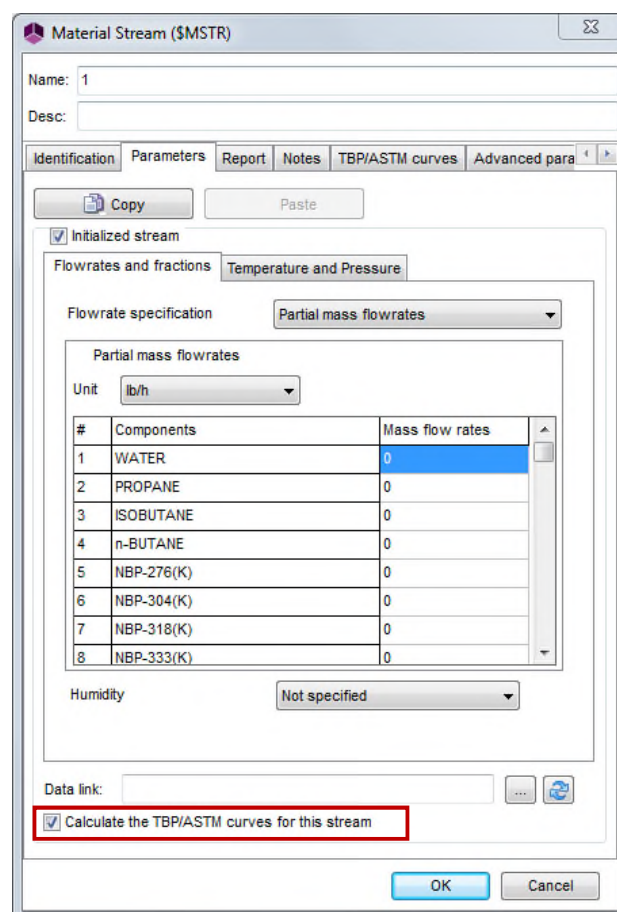 Material Stream ($MSTR)
Name: 1
Desc:
Identification Parameters Report Notes TBP/ASTM curves Advanced para
Copy Paste
Initialized stream
Flowrates and fractions Temperature and Pressure
Flowrate specification Partial mass flowrates
Partial mass flowrates
Unit lb/h
# Components Mass flow rates
1 WATER 0
2 PROPANE 0
3 ISOBUTANE 0
4 n-BUTANE 0
5 NBP-276(K) 0
6 NBP-304(K) 0
7 NBP-318(K) 0
8 NBP-333(K) 0
Humidity Not specified
Data link: ...
Calculate the TBP/ASTM curves for this stream
OK Cancel